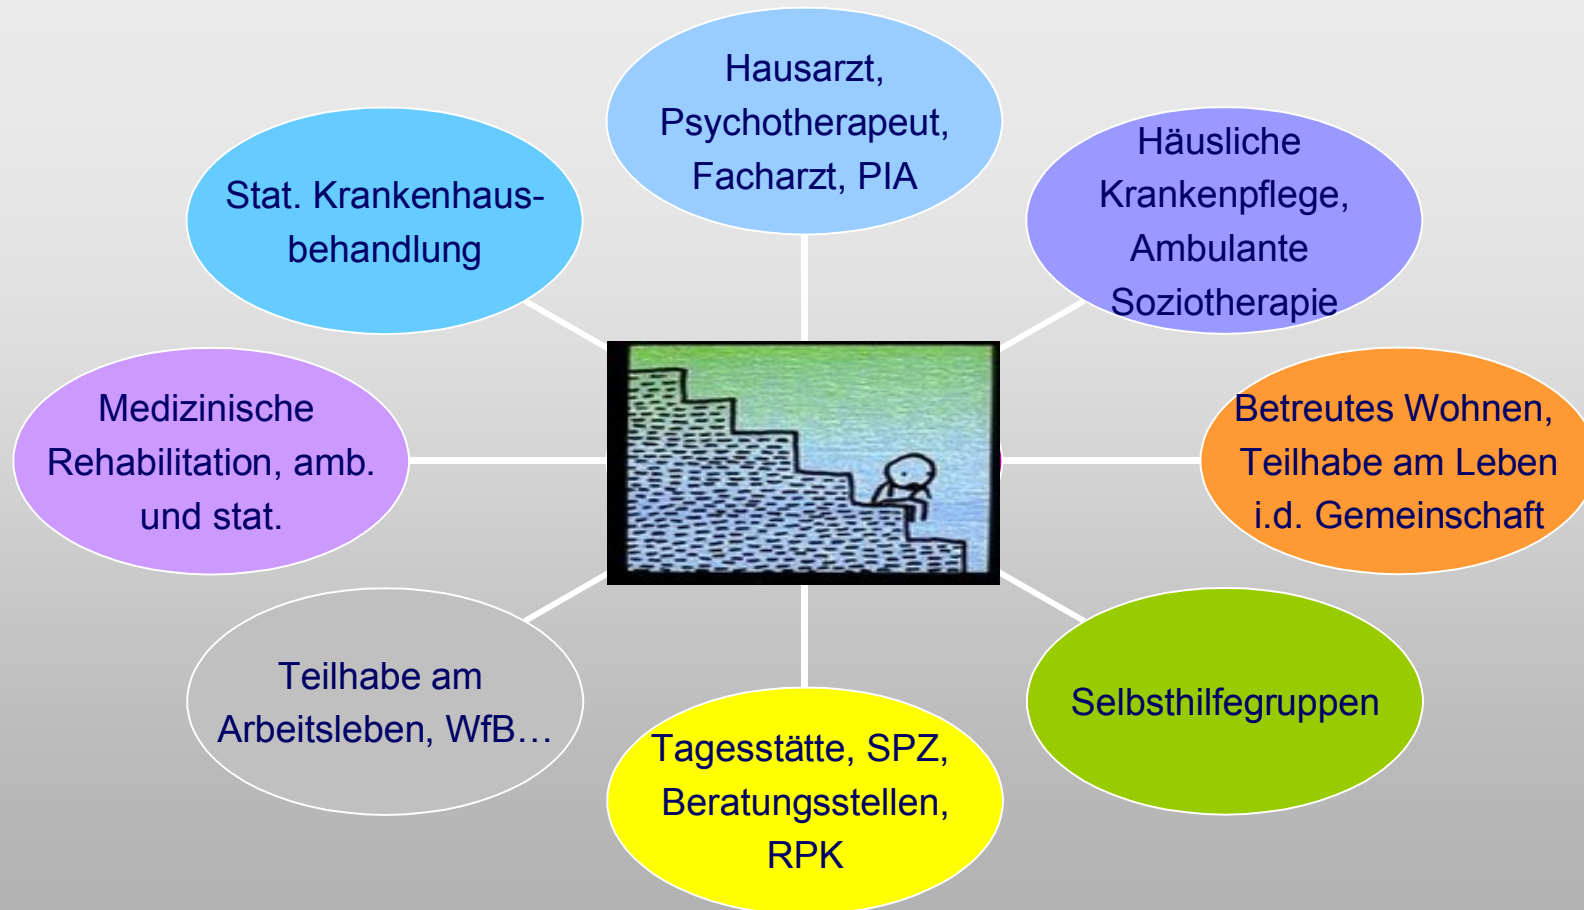 Hausarzt,
Psychotherapeut,
Facharzt, PIA
Häusliche
Krankenpflege,
Ambulante
Soziotherapie
Betreutes Wohnen,
Teilhabe am Leben
i.d. Gemeinschaft
Selbsthilfegruppen
Tagesstätte, SPZ,
Beratungsstellen,
RPK
Teilhabe am
Arbeitsleben, WfB…
Medizinische
Rehabilitation, amb.
und stat.
Stat. Krankenhaus-
behandlung